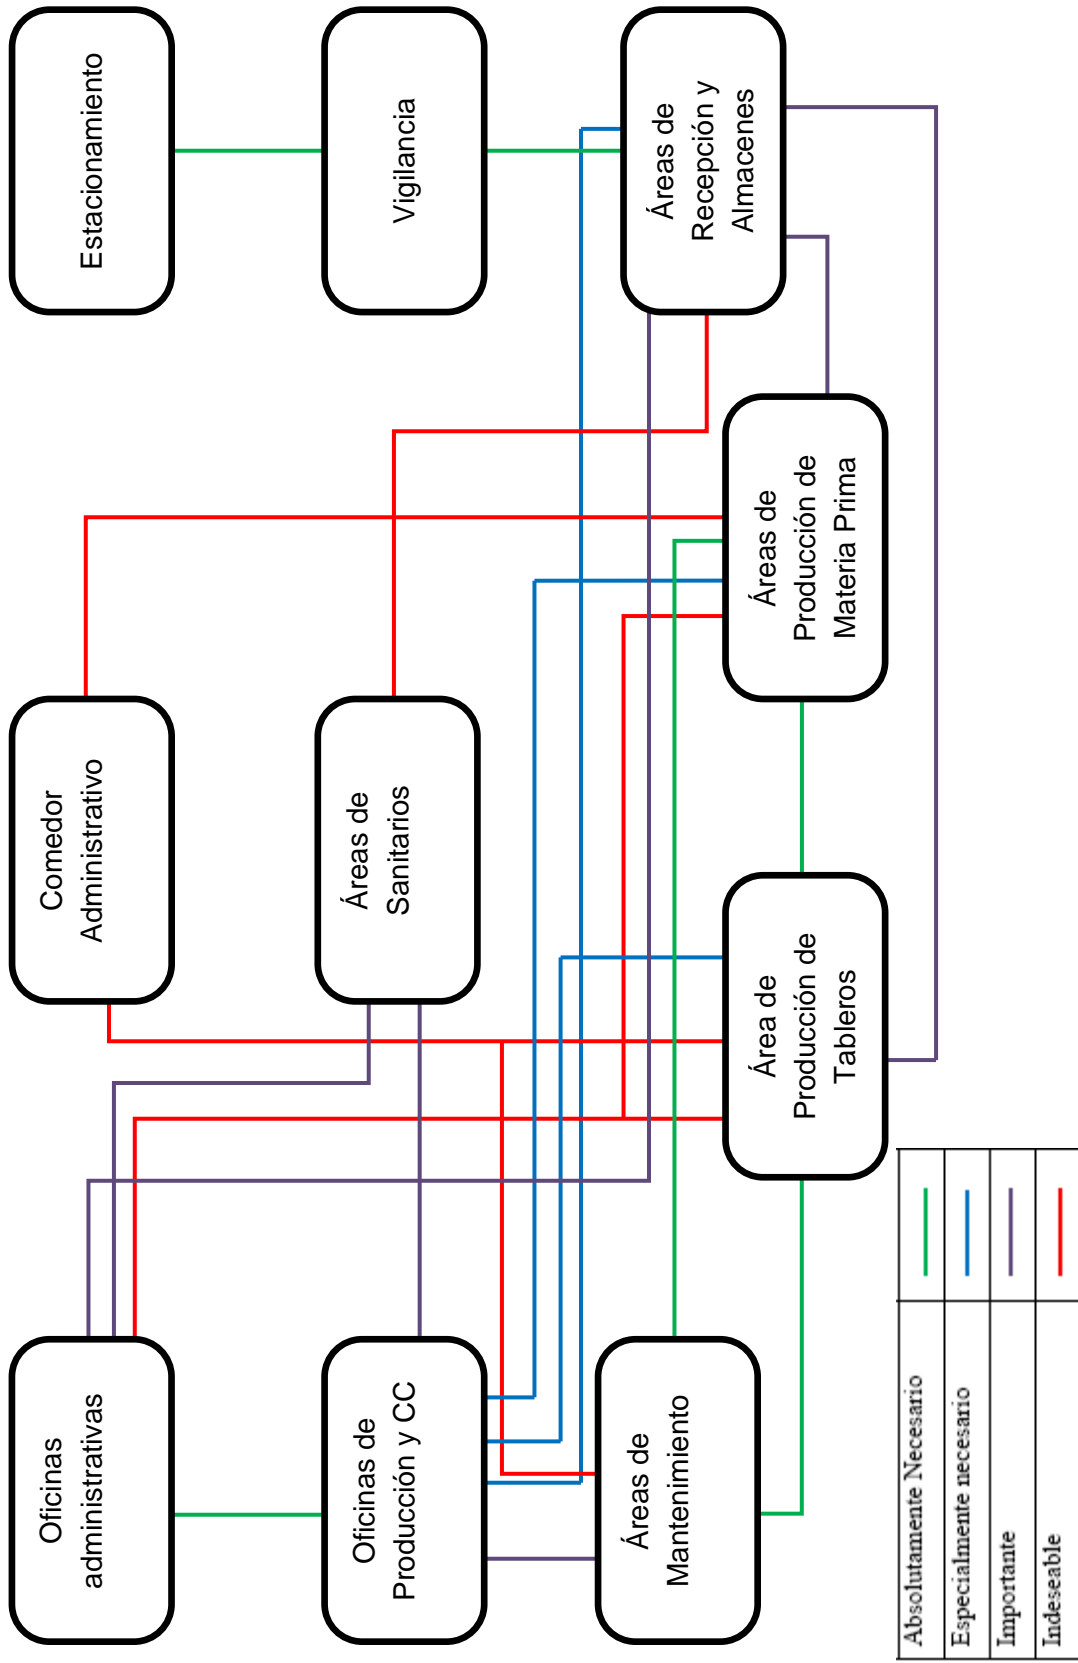 Oficinas
administrativas
Comedor
Administrativo
Estacionamiento
Oficinas de
Producción y CC
Áreas de
Sanitarios
Vigilancia
Áreas de
Mantenimiento
Área de
Producción de
Tableros
Áreas de
Producción de
Materia Prima
Áreas de
Recepción y
Almacenes
Absolutamente Necesario
Especialmente necesario
Importante
Indeseable